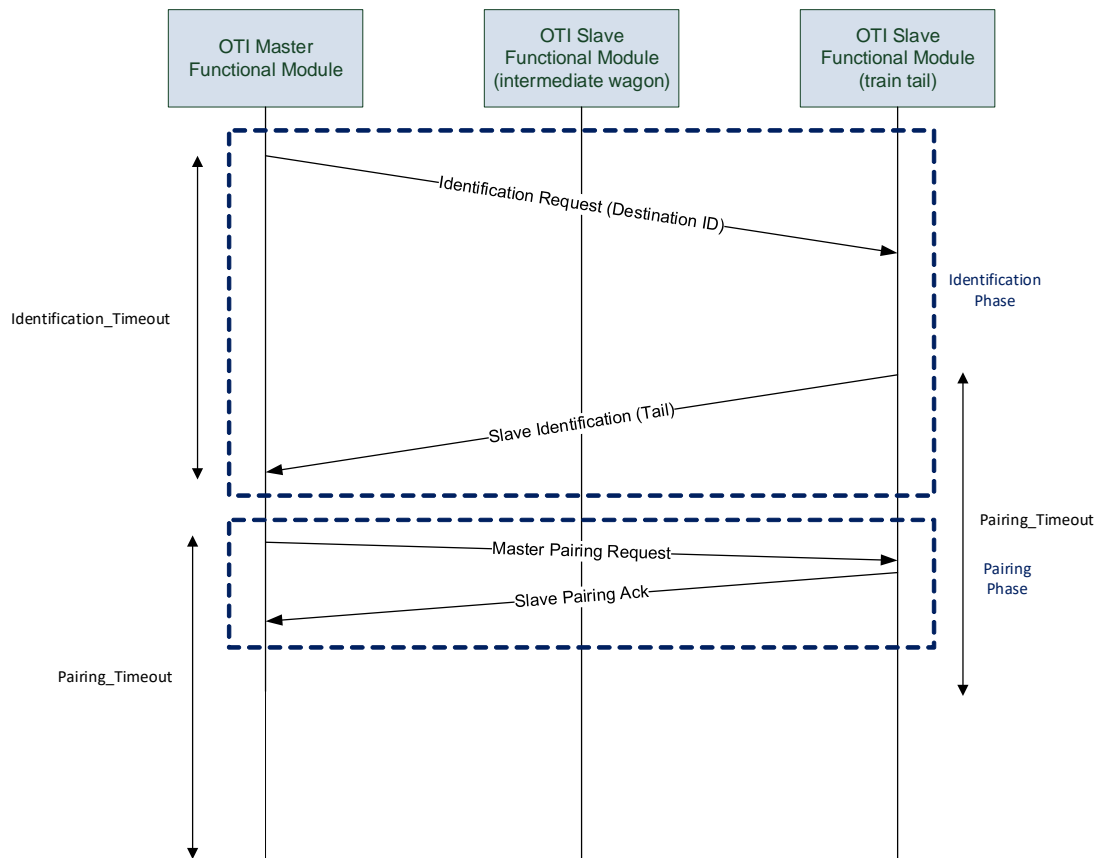 OTI Master
Functional Module
OTI Slave
Functional Module
(intermediate wagon)
OTI Slave
Functional Module
(train tail)
Identification Request (Destination ID)
Identification
Phase
Identification_Timeout
Slave Identification (Tail)
Pairing_Timeout
Master Pairing Request
Pairing
Phase
Slave Pairing Ack
Pairing_Timeout